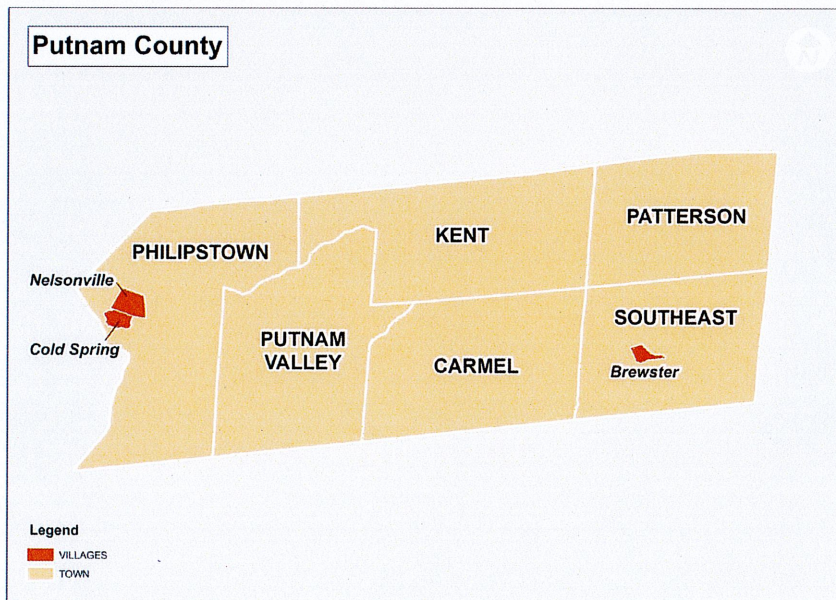 Putnam County
PATTERSON
KENT
PHILIPSTOWN
Nelsonville
SOUTHEAST
PUTNAM
VALLEY
Cold Spring
CARMEL
Brewster
Legend
VILLAGES
TOWN